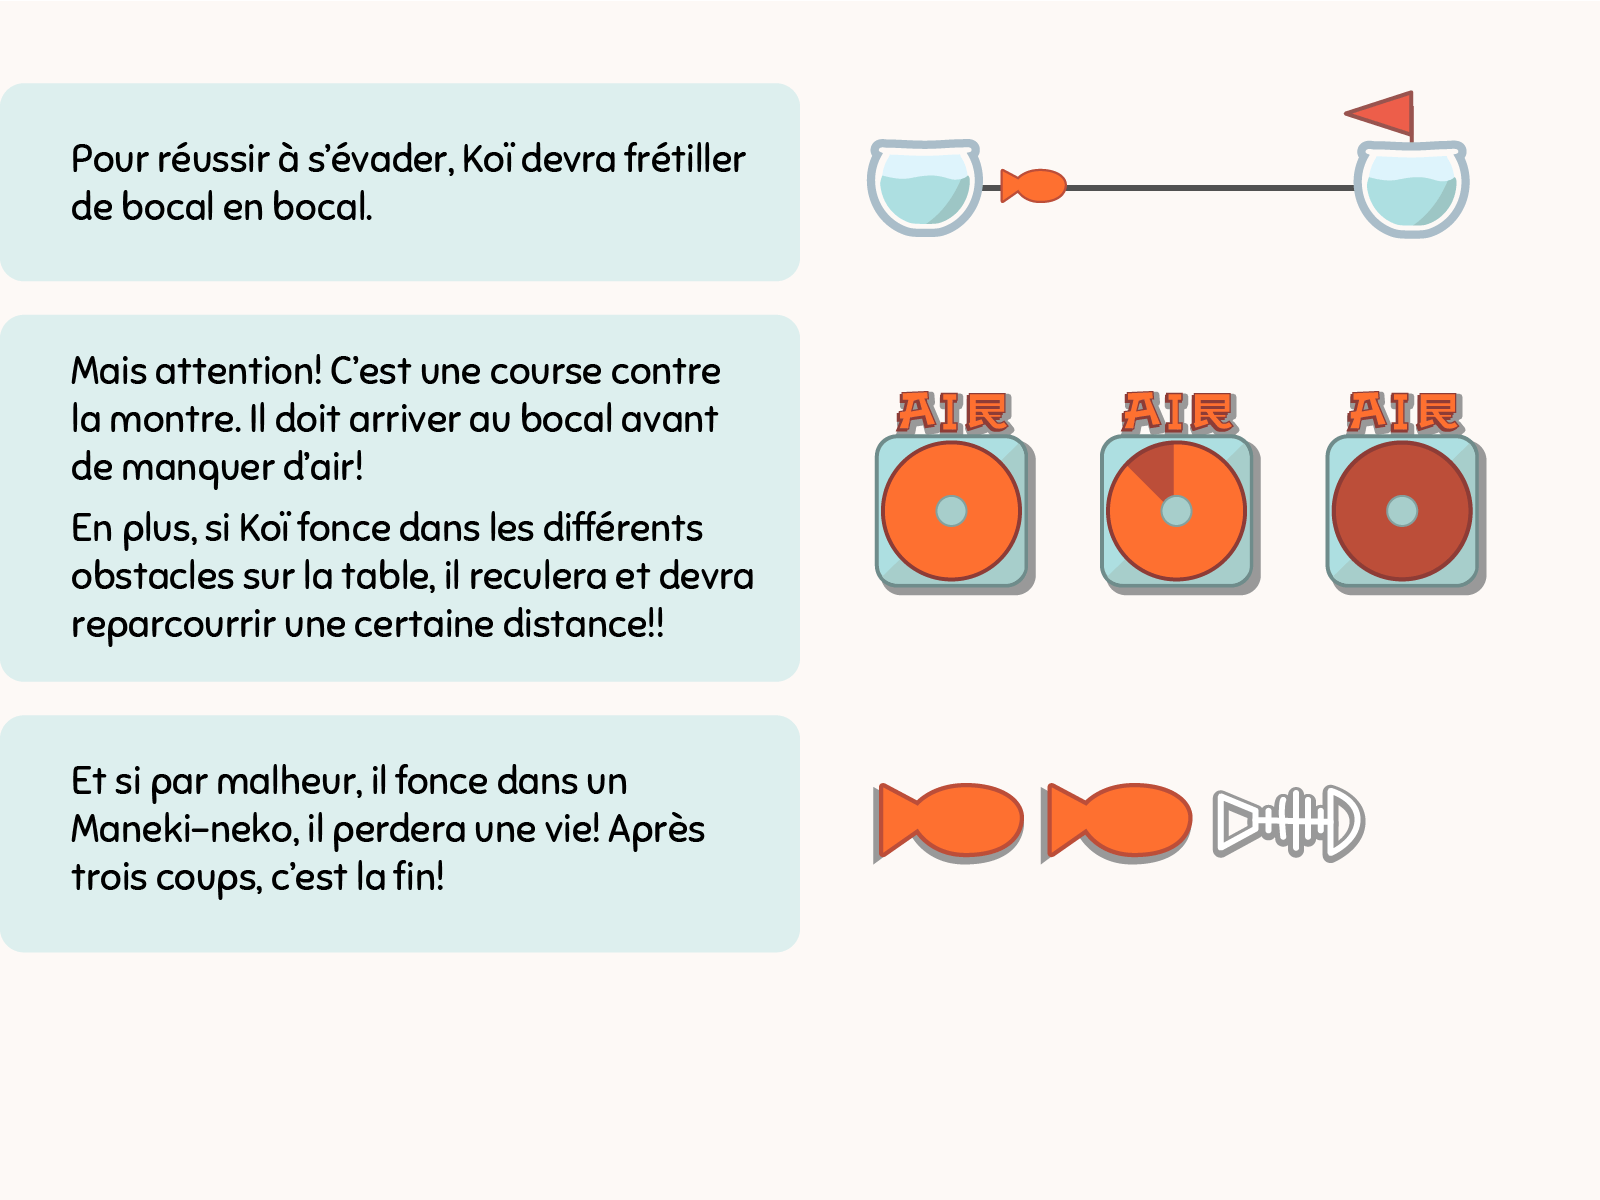 Pour réussir à s’évader, Koï devra frétiller
de bocal en bocal.
Mais attention! C’est une course contre
la montre. Il doit arriver au bocal avant
de manquer d’air!
En plus, si Koï fonce dans les différents
obstacles sur la table, il reculera et devra
reparcourrir une certaine distance!!
AIR AIR AIR
Et si par malheur, il fonce dans un
Maneki–neko, il perdera une vie! Après
trois coups, c’est la fin!